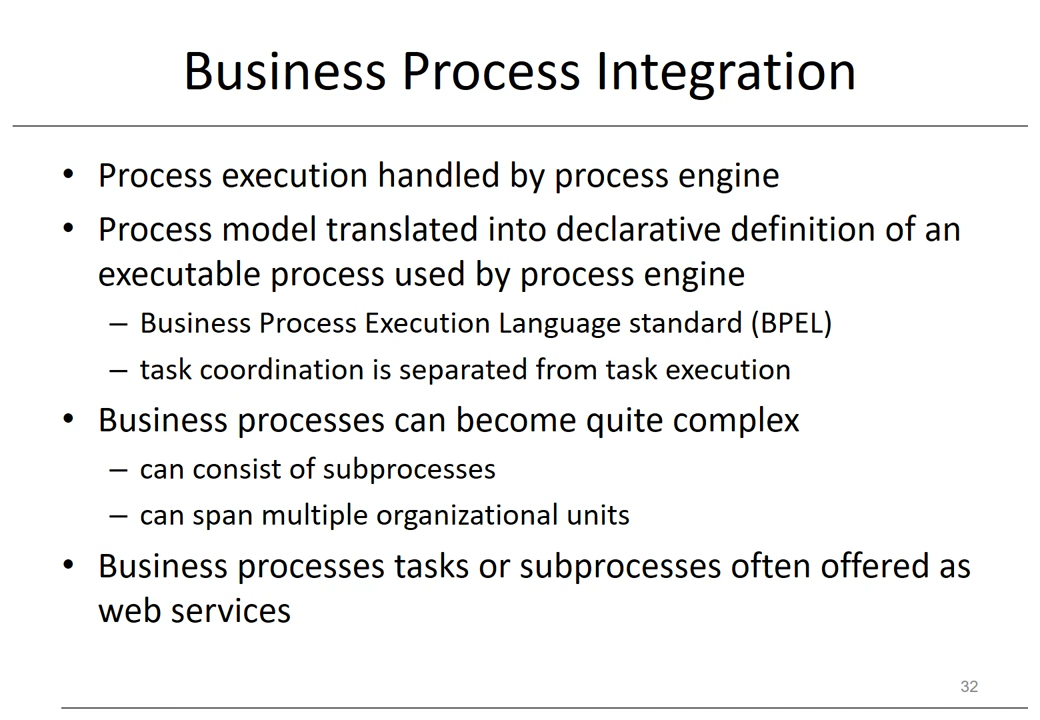 Business Process Integration
• Process execution handled by process engine
• Process model translated into declarative definition of an
executable process used by process engine
– Business Process Execution Language standard (BPEL)
– task coordination is separated from task execution
• Business processes can become quite complex
– can consist of subprocesses
– can span multiple organizational units
• Business processes tasks or subprocesses often offered as
web services
32